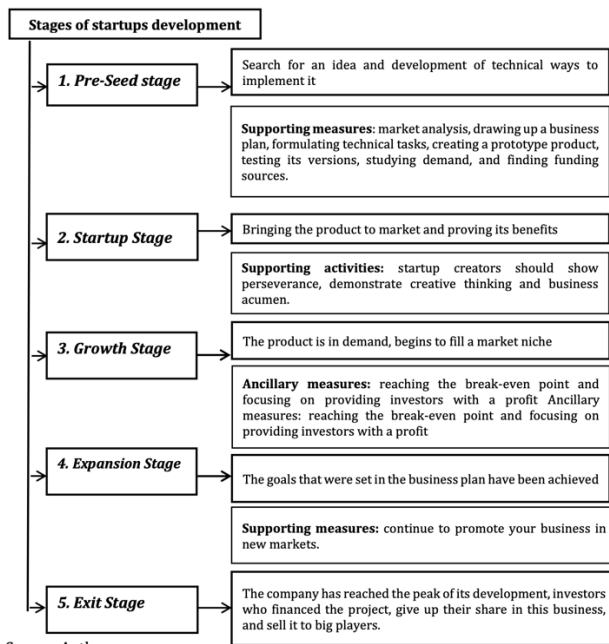 Stages of startups development
1. Pre-Seed stage
Search for an idea and development of technical ways to
implement it
Supporting measures: market analysis, drawing up a business
plan, formulating technical tasks, creating a prototype product,
testing its versions, studying demand, and finding funding
sources.
2. Startup Stage
Bringing the product to market and proving its benefits
Supporting activities: startup creators should show
perseverance, demonstrate creative thinking and business
acumen.
3. Growth Stage
The product is in demand, begins to fill a market niche
Ancillary measures: reaching the break-even point and
focusing on providing investors with a profit Ancillary
measures: reaching the break-even point and focusing on
providing investors with a profit
4. Expansion Stage
The goals that were set in the business plan have been achieved
Supporting measures: continue to promote your business in
new markets.
5. Exit Stage
The company has reached the peak of its development, investors
who financed the project, give up their share in this business,
and sell it to big players.